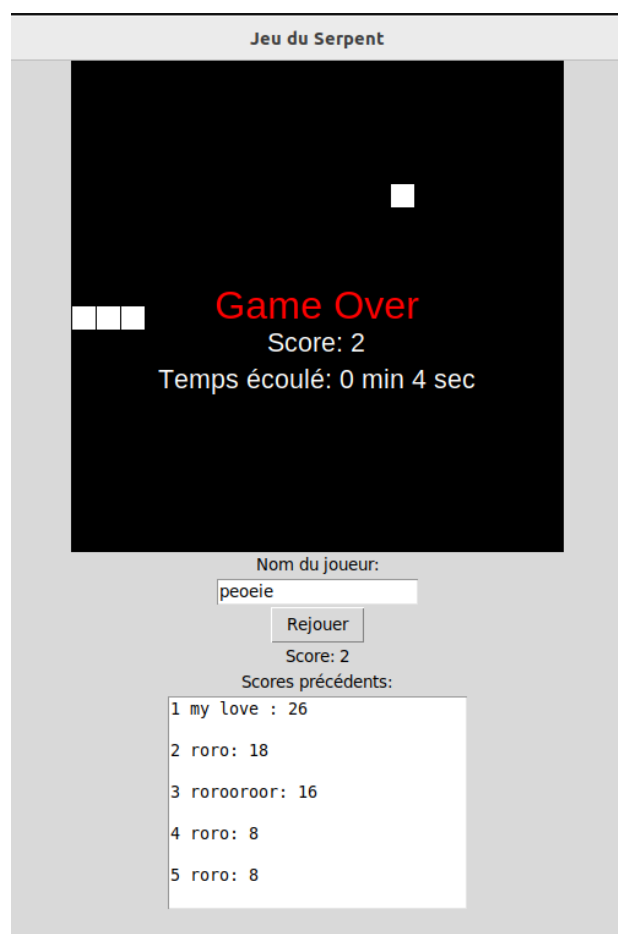 Jeu du Serpent
Game Over
Score: 2
Temps écoulé: 0 min 4 sec
Nom du joueur:
peoeie
Rejouer
Score: 2
Scores précédents:
1 my love : 26
2 roro: 18
3 rorooroor: 16
4 roro: 8
5 roro: 8